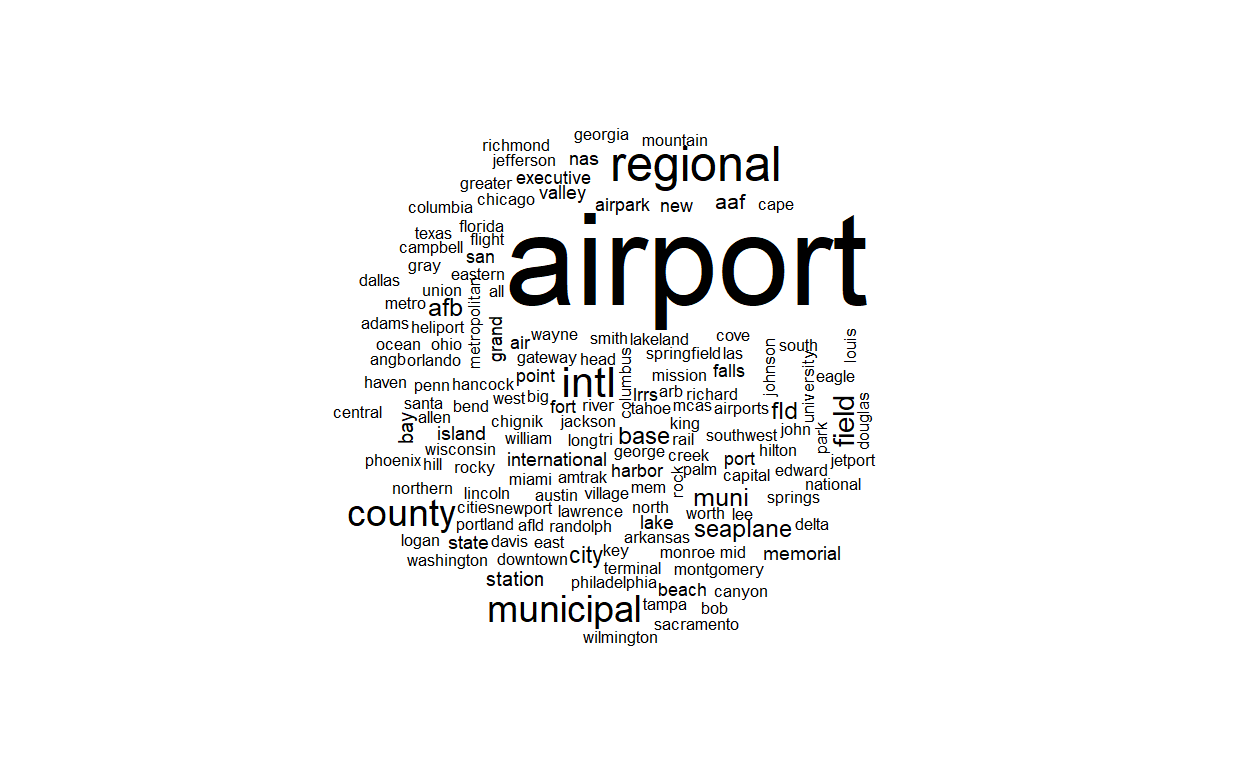 georgia
richmond
mountain
jefferson
nas
regional
executive
greater
valley
chicago
columbia
airpark
new
aaf
cape
florida
texas
flight
campbell
san
airport
gray
eastern
dallas
union
all
metropolitan
metro
afb
adams
heliport
grand
air
wayne
smith
lakeland
cove
ocean
ohio
angb
orlando
gateway
head
columbus
springfield
las
johnson
south
university
louis
haven
penn
hancock
point
intl
mission
falls
eagle
west
big
lrrs
arb
richard
central
santa
bend
fort
river
tahoe
mcas
airports
fld
field
douglas
bay
allen
chignik
jackson
king
john
park
island
william
long
tri
base
rail
southwest
wisconsin
george
creek
hilton
phoenix
hill
rocky
international
harbor
rock
palm
port
capital
edward
jetport
miami
amtrak
national
northern
lincoln
austin
village
mem
muni
springs
county
cities
newport
lawrence
north
worth
lee
portland
afld
randolph
lake
seaplane
delta
logan
state
davis
east
arkansas
washington
downtown
city
key
monroe
mid
memorial
station
terminal
montgomery
philadelphia
beach
canyon
municipal
tampa
bob
sacramento
wilmington